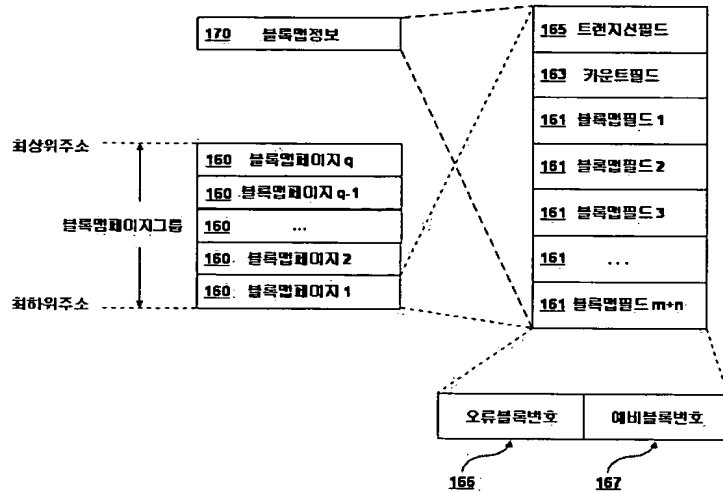 170 블록맵정보
최상위주소
블록맵페이지그룹
최하위주소
160 블록맵페이지 q
160 블록맵페이지 q-1
160 ...
160 블록맵페이지 2
160 블록맵페이지 1
165 트랜지션필드
163 카운트필드
161 블록맵필드 1
161 블록맵필드 2
161 블록맵필드 3
161 ...
161 블록맵필드 m+n
오류블록번호 예비블록번호
166 167